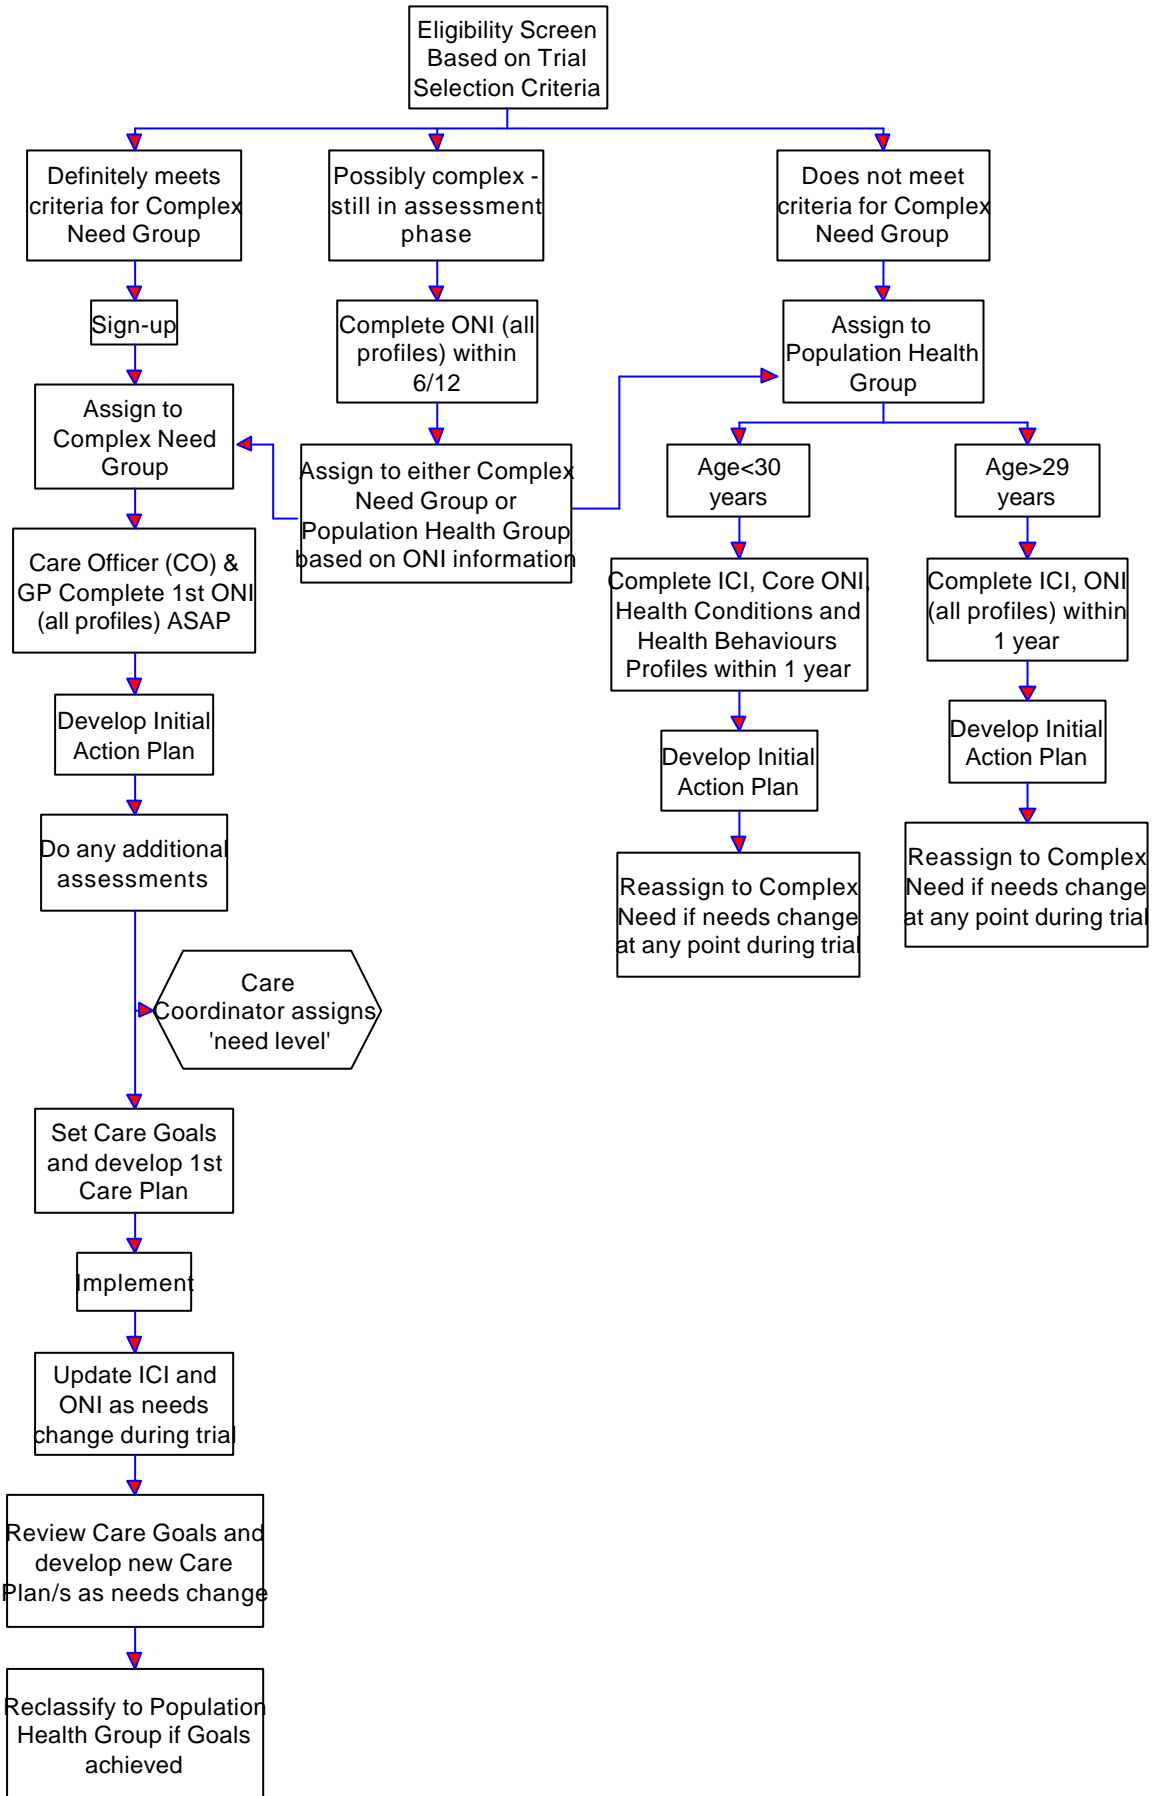 Eligibility Screen
Based on Trial
Selection Criteria
Definitely meets
criteria for Complex
Need Group
Possibly complex -
still in assessment
phase
Does not meet
criteria for Complex
Need Group
Sign-up
Complete ONI (all
profiles) within
6/12
Assign to
Population Health
Group
Assign to
Complex Need
Group
Assign to either Complex
Need Group or
Population Health Group
based on ONI information
Age<30
years
Age>29
years
Care Officer (CO) &
GP Complete 1st ONI
(all profiles) ASAP
Complete ICI, Core ONI,
Health Conditions and
Health Behaviours
Profiles within 1 year
Complete ICI, ONI
(all profiles) within
1 year
Develop Initial
Action Plan
Develop Initial
Action Plan
Develop Initial
Action Plan
Do any additional
assessments
Reassign to Complex
Need if needs change
at any point during trial
Reassign to Complex
Need if needs change
at any point during trial
Care
Coordinator assigns
'need level'
Set Care Goals
and develop 1st
Care Plan
Implement
Update ICI and
ONI as needs
change during trial
Review Care Goals and
develop new Care
Plan/s as needs change
Reclassify to Population
Health Group if Goals
achieved